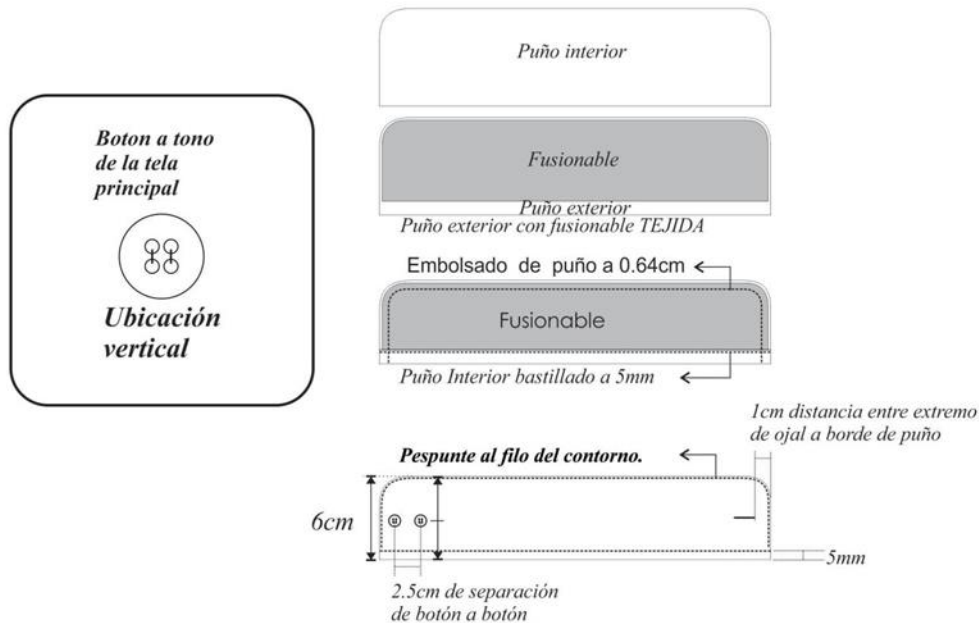 Puño interior
Boton a tono
de la tela
principal
Ubicación
vertical
Fusionable
Puño exterior
Puño exterior con fusionable TEJIDA
Embolsado de puño a 0.64cm
Fusionable
Puño Interior bastillado a 5mm
1cm distancia entre extremo
de ojal a borde de puño
Pespunte al filo del contorno.
6cm
5mm
2.5cm de separación
de botón a botón